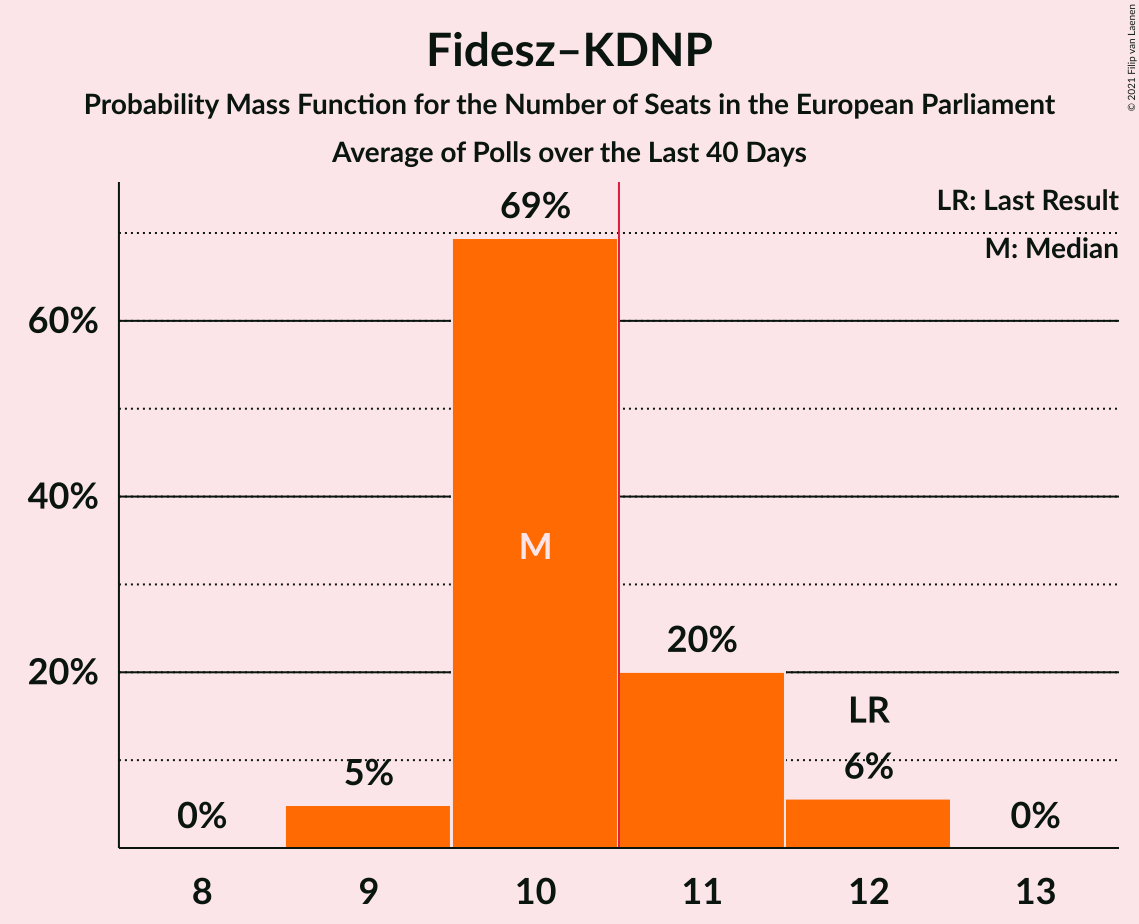 Fidesz–KDNP
Probability Mass Function for the Number of Seats in the European Parliament
Average of Polls over the Last 40 Days
© 2021 Filip van Laenen
LR: Last Result
M: Median
69%
60%
40%
M
20%
20%
LR
5%
6%
0%
0%
8 9 10 11 12 13